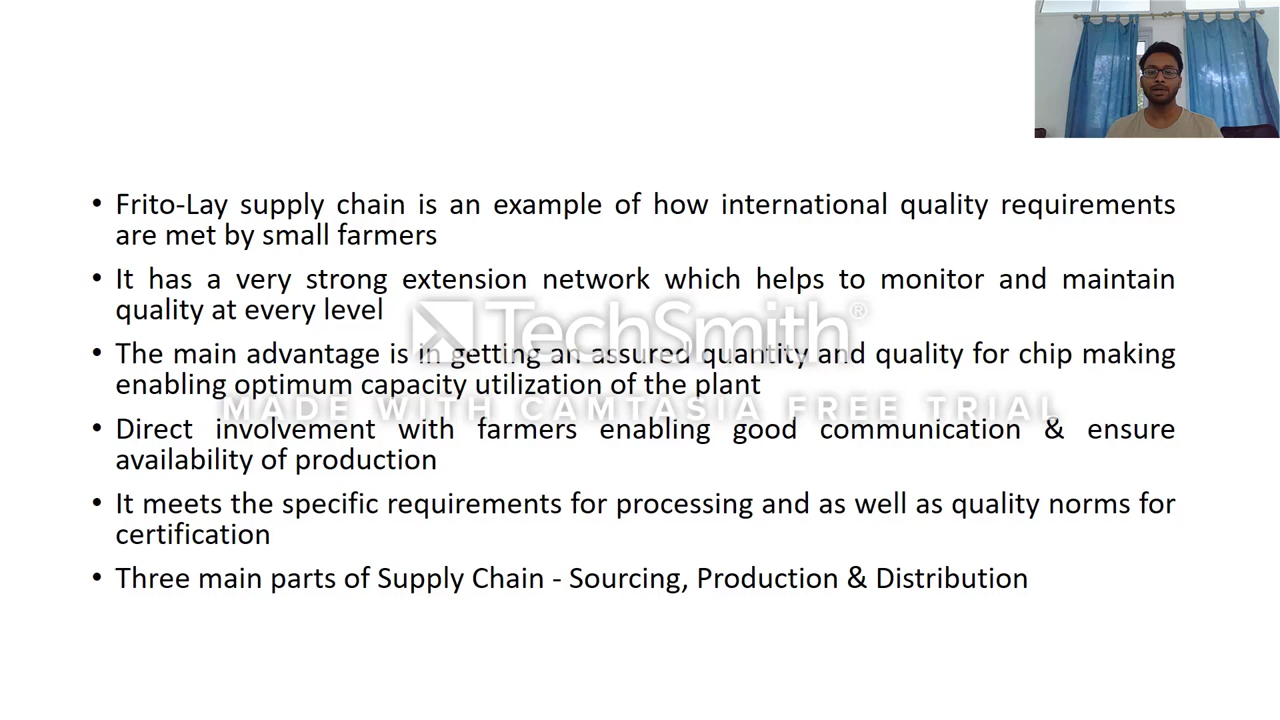 • Frito-Lay supply chain is an example of how international quality requirements
are met by small farmers
• It has a very strong extension network which helps to monitor and maintain
quality at every level
TechSmith®
• The main advantage is in getting an assured quantity and quality for chip making
enabling optimum capacity utilization of the plant
MADE WITH CAMTASIA FREE TRIAL
• Direct involvement with farmers enabling good communication & ensure
availability of production
• It meets the specific requirements for processing and as well as quality norms for
certification
• Three main parts of Supply Chain - Sourcing, Production & Distribution